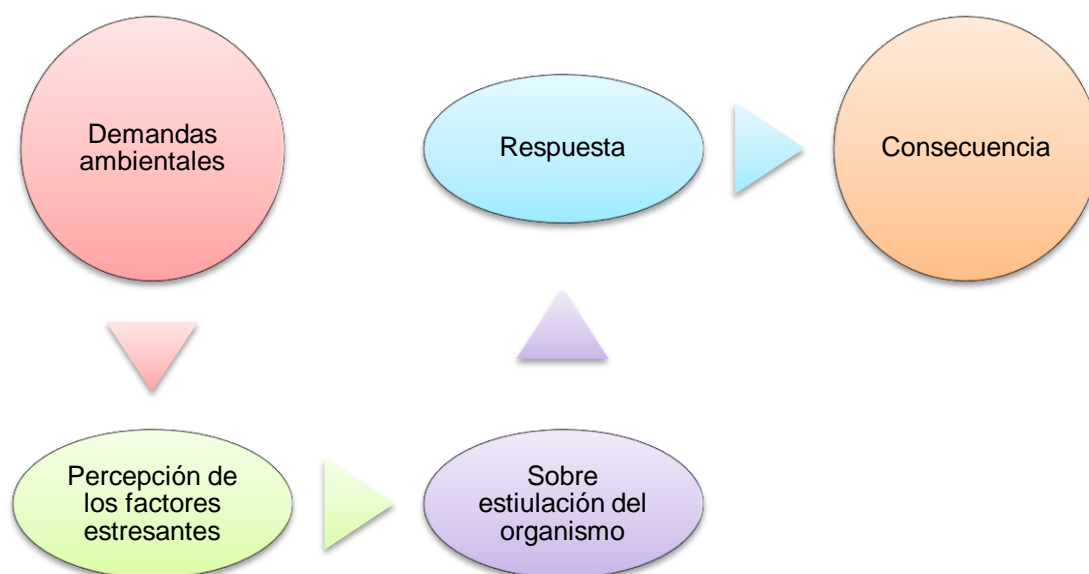 Demandas
ambientales
Percepción de
los factores
estresantes
Sobre
estiulación del
organismo
Respuesta
Consecuencia